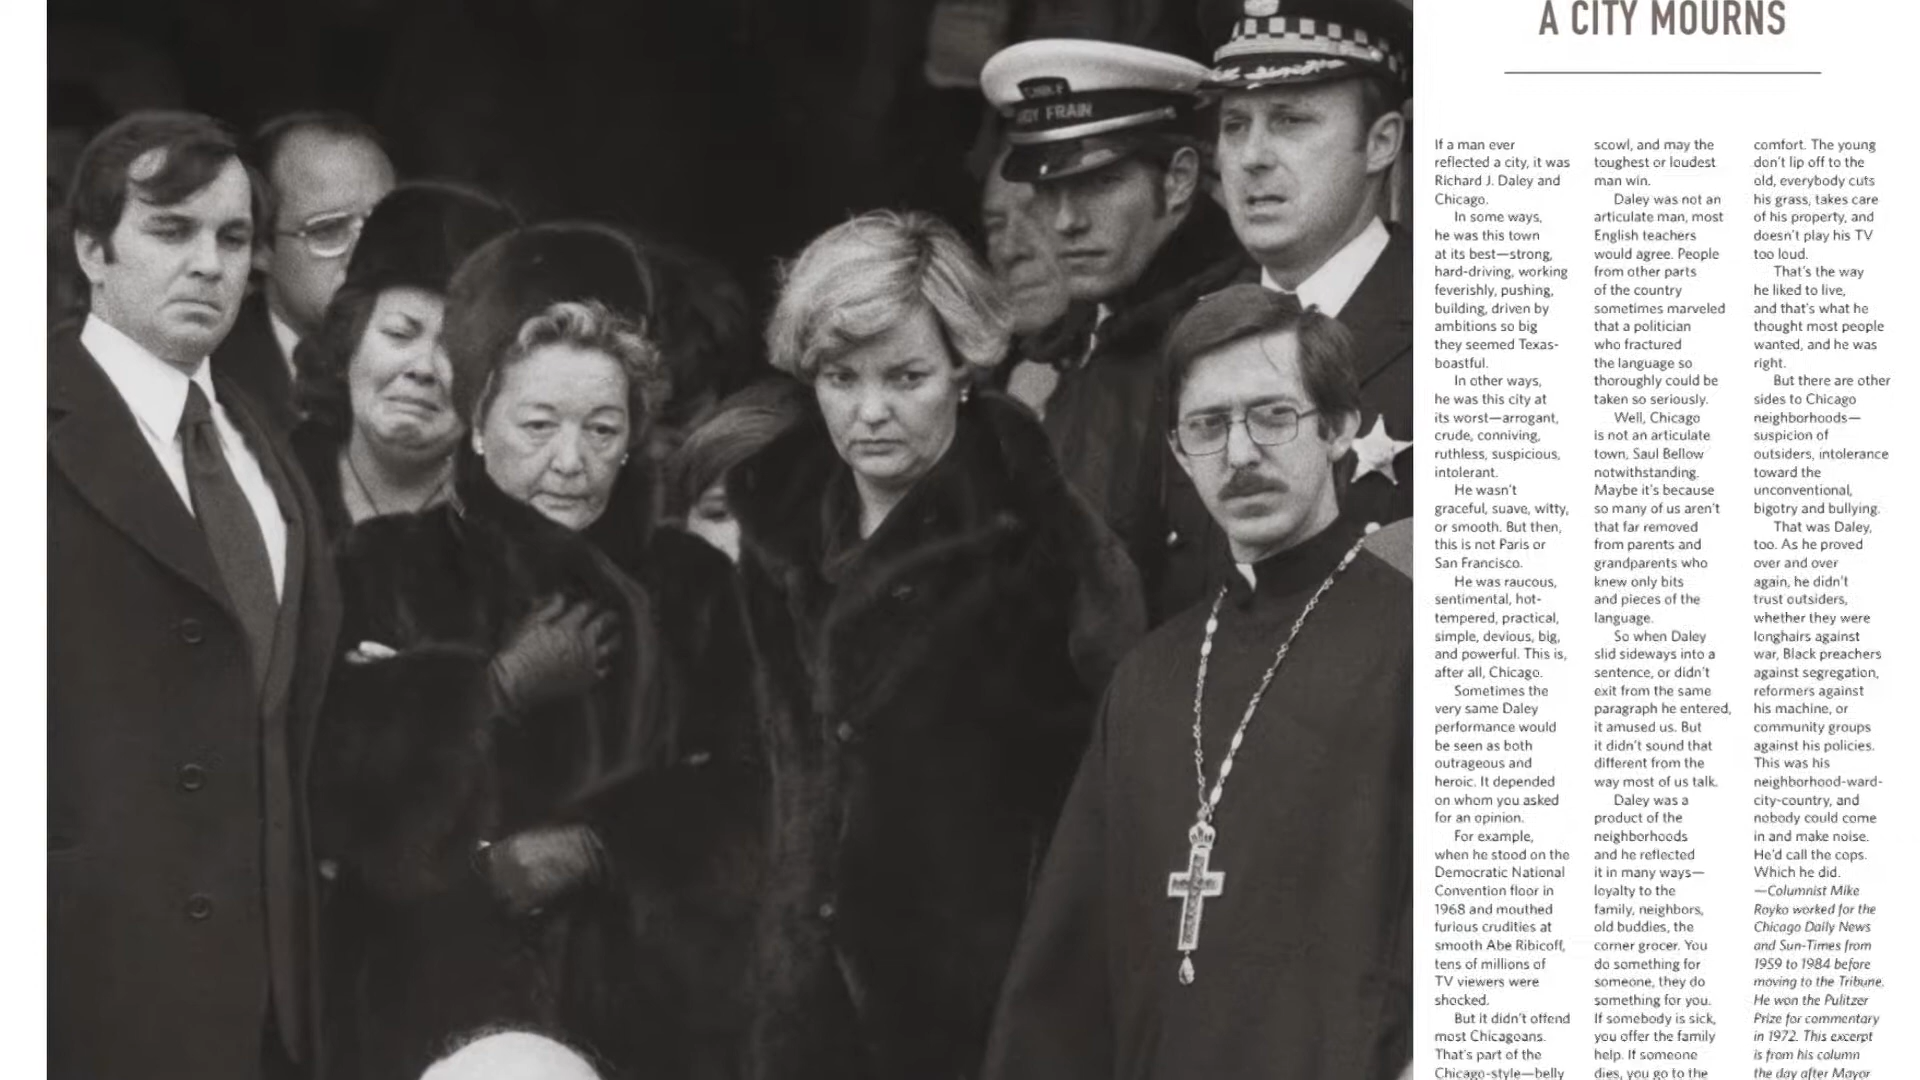 A CITY MOURNS
FRAIN
If a man ever
reflected a city, it was
Richard J. Daley and
Chicago.
In some ways,
he was this town
at its best—strong,
hard-driving, working
feverishly, pushing,
building, driven by
ambitions so big
they seemed Texas-
boastful.
In other ways,
he was this city at
its worst—arrogant,
crude, conniving,
ruthless, suspicious,
intolerant.
He wasn't
graceful, suave, witty,
or smooth. But then,
this is not Paris or
San Francisco.
He was raucous,
sentimental, hot-
tempered, practical,
simple, devious, big,
and powerful. This is,
after all, Chicago.
Sometimes the
very same Daley
performance would
be seen as both
outrageous and
heroic. It depended
on whom you asked
for an opinion.
For example,
when he stood on the
Democratic National
Convention floor in
1968 and mouthed
furious crudities at
smooth Abe Ribicoff,
tens of millions of
TV viewers were
shocked.
But it didn't offend
most Chicagoans.
That's part of the
Chicago-style—belly
scowl, and may the
toughest or loudest
man win.
Daley was not an
articulate man, most
English teachers
would agree. People
from other parts
of the country
sometimes marveled
that a politician
who fractured
the language so
thoroughly could be
taken so seriously.
Well, Chicago
is not an articulate
town, Saul Bellow
notwithstanding.
Maybe it's because
so many of us aren't
that far removed
from parents and
grandparents who
knew only bits
and pieces of the
language.
So when Daley
slid sideways into a
sentence, or didn't
exit from the same
paragraph he entered,
it amused us. But
it didn't sound that
different from the
way most of us talk.
Daley was a
product of the
neighborhoods
and he reflected
it in many ways—
loyalty to the
family, neighbors,
old buddies, the
corner grocer. You
do something for
someone, they do
something for you.
If somebody is sick,
you offer the family
help. If someone
dies, you go to the
comfort. The young
don't lip off to the
old, everybody cuts
his grass, takes care
of his property, and
doesn't play his TV
too loud.
That's the way
he liked to live,
and that's what he
thought most people
wanted, and he was
right.
But there are other
sides to Chicago
neighborhoods—
suspicion of
outsiders, intolerance
toward the
unconventional,
bigotry and bullying.
That was Daley,
too. As he proved
over and over
again, he didn't
trust outsiders,
whether they were
longhairs against
war, Black preachers
against segregation,
reformers against
his machine, or
community groups
against his policies.
This was his
neighborhood-ward-
city-country, and
nobody could come
in and make noise.
He'd call the cops.
Which he did.
—Columnist Mike
Royko worked for the
Chicago Daily News
and Sun-Times from
1959 to 1984 before
moving to the Tribune.
He won the Pulitzer
Prize for commentary
in 1972. This excerpt
is from his column
the day after Mayor